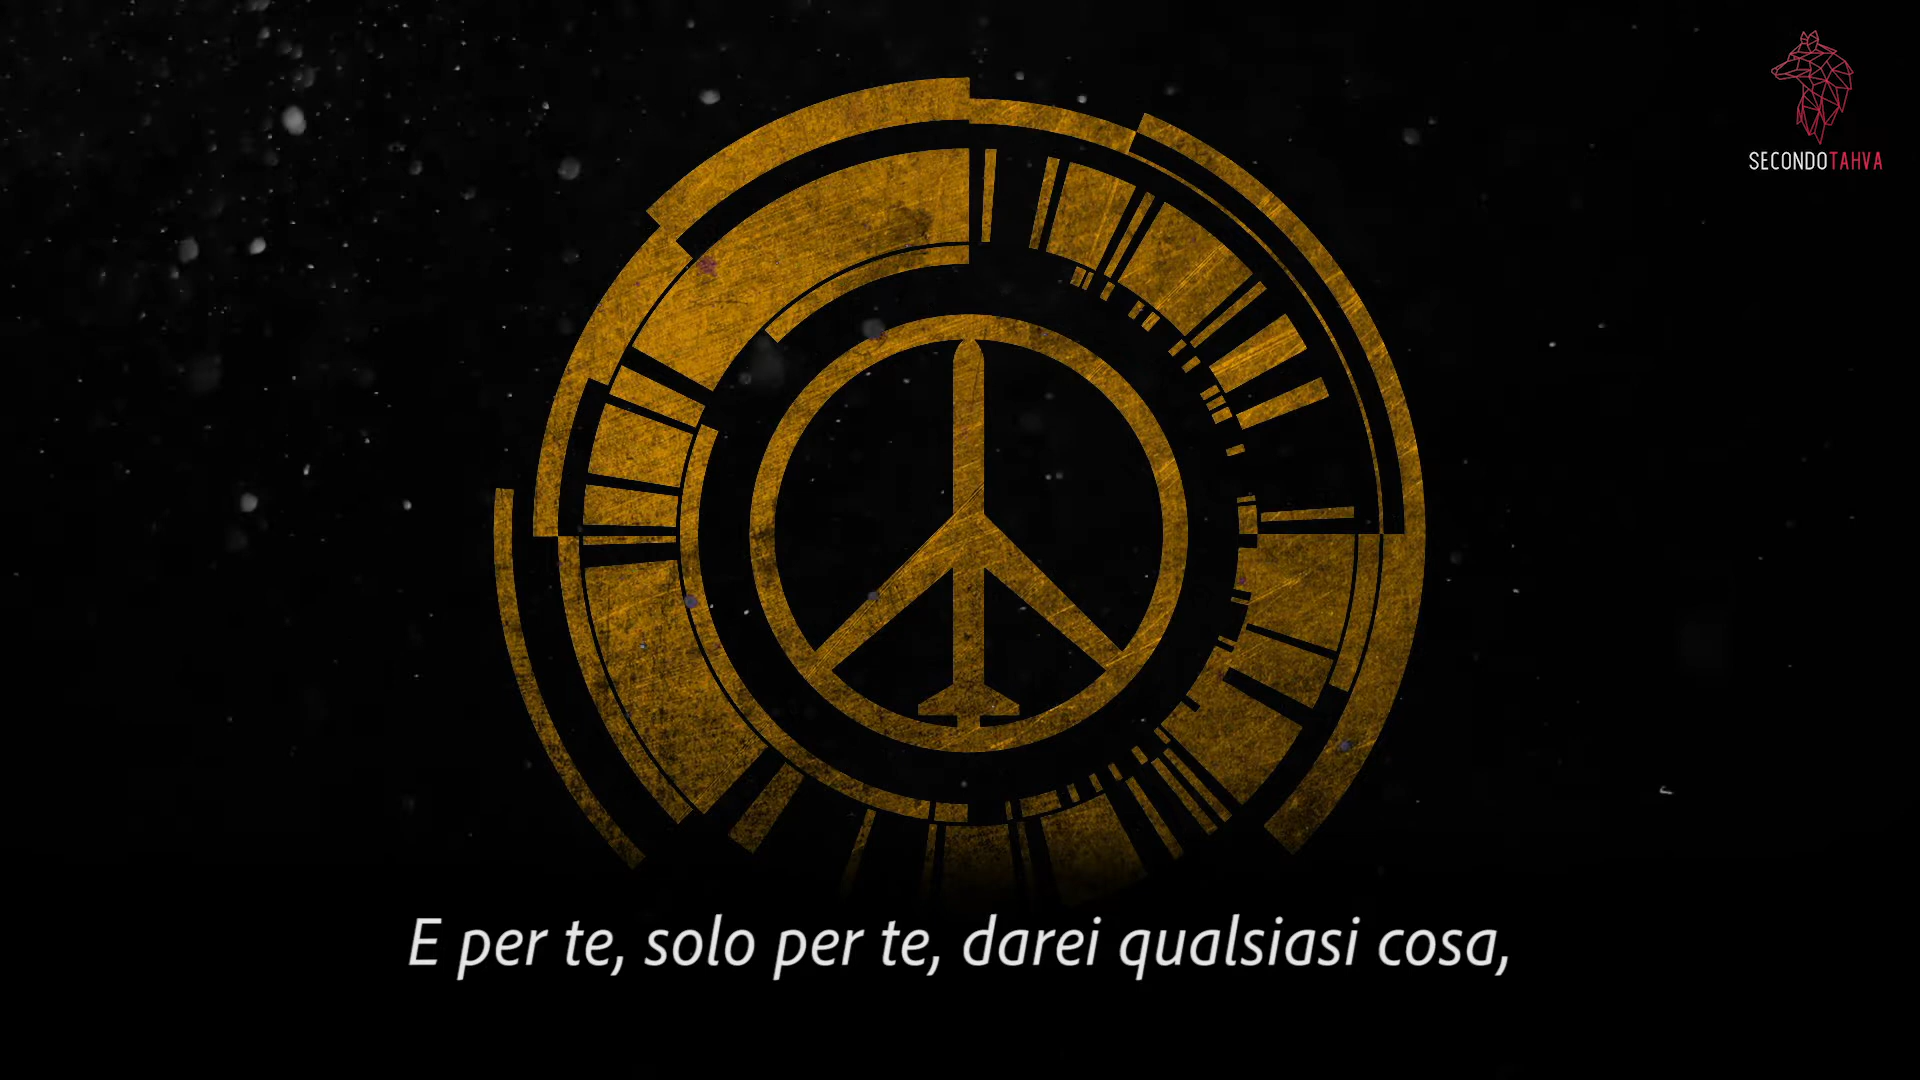 SECONDOTAHVA
E per te, solo per te, darei qualsiasi cosa,